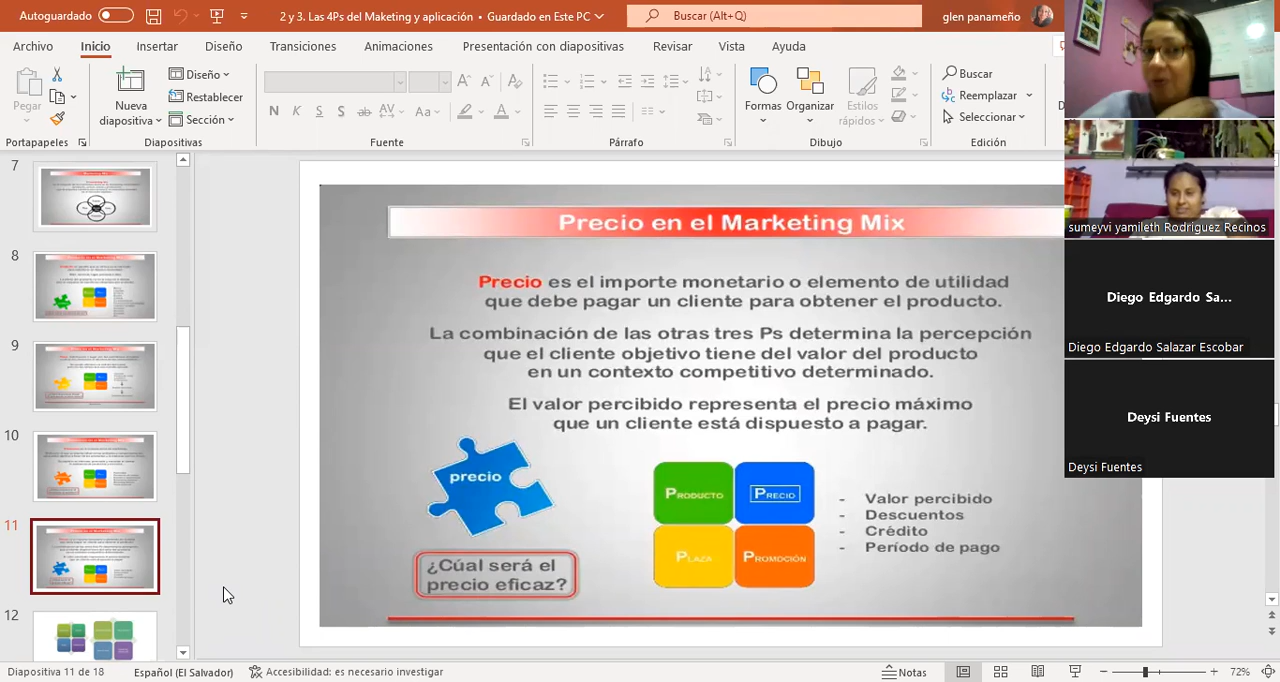 Autoguardado
2 y 3. Las 4Ps del Maketing y aplicación • Guardado en Este PC
Buscar (Alt+Q)
glen panameño
Archivo Inicio Insertar Diseño Transiciones Animaciones Presentación con diapositivas Revisar Vista Ayuda
Pegar
Nueva diapositiva
Diseño
Restablecer
Sección
N K S S ab AV Aa A
Formas Organizar Estilos rápidos
Buscar
Reemplazar
Seleccionar
Portapapeles Diapositivas Fuente Párrafo Dibujo Edición
7
8
9
10
11
12
Precio en el Marketing Mix
Precio es el importe monetario o elemento de utilidad
que debe pagar un cliente para obtener el producto.
La combinación de las otras tres Ps determina la percepción
que el cliente objetivo tiene del valor del producto
en un contexto competitivo determinado.
El valor percibido representa el precio máximo
que un cliente está dispuesto a pagar.
precio
¿Cúal será el
precio eficaz?
PRODUCTO PRECIO
PLAZA PROMOCIÓN
- Valor percibido
- Descuentos
- Crédito
- Período de pago
sumeyvi yamileth Rodriguez Recinos
Diego Edgardo Sa...
Diego Edgardo Salazar Escobar
Deysi Fuentes
Deysi Fuentes
Diapositiva 11 de 18 Español (El Salvador) Accesibilidad: es necesario investigar Notas 72%